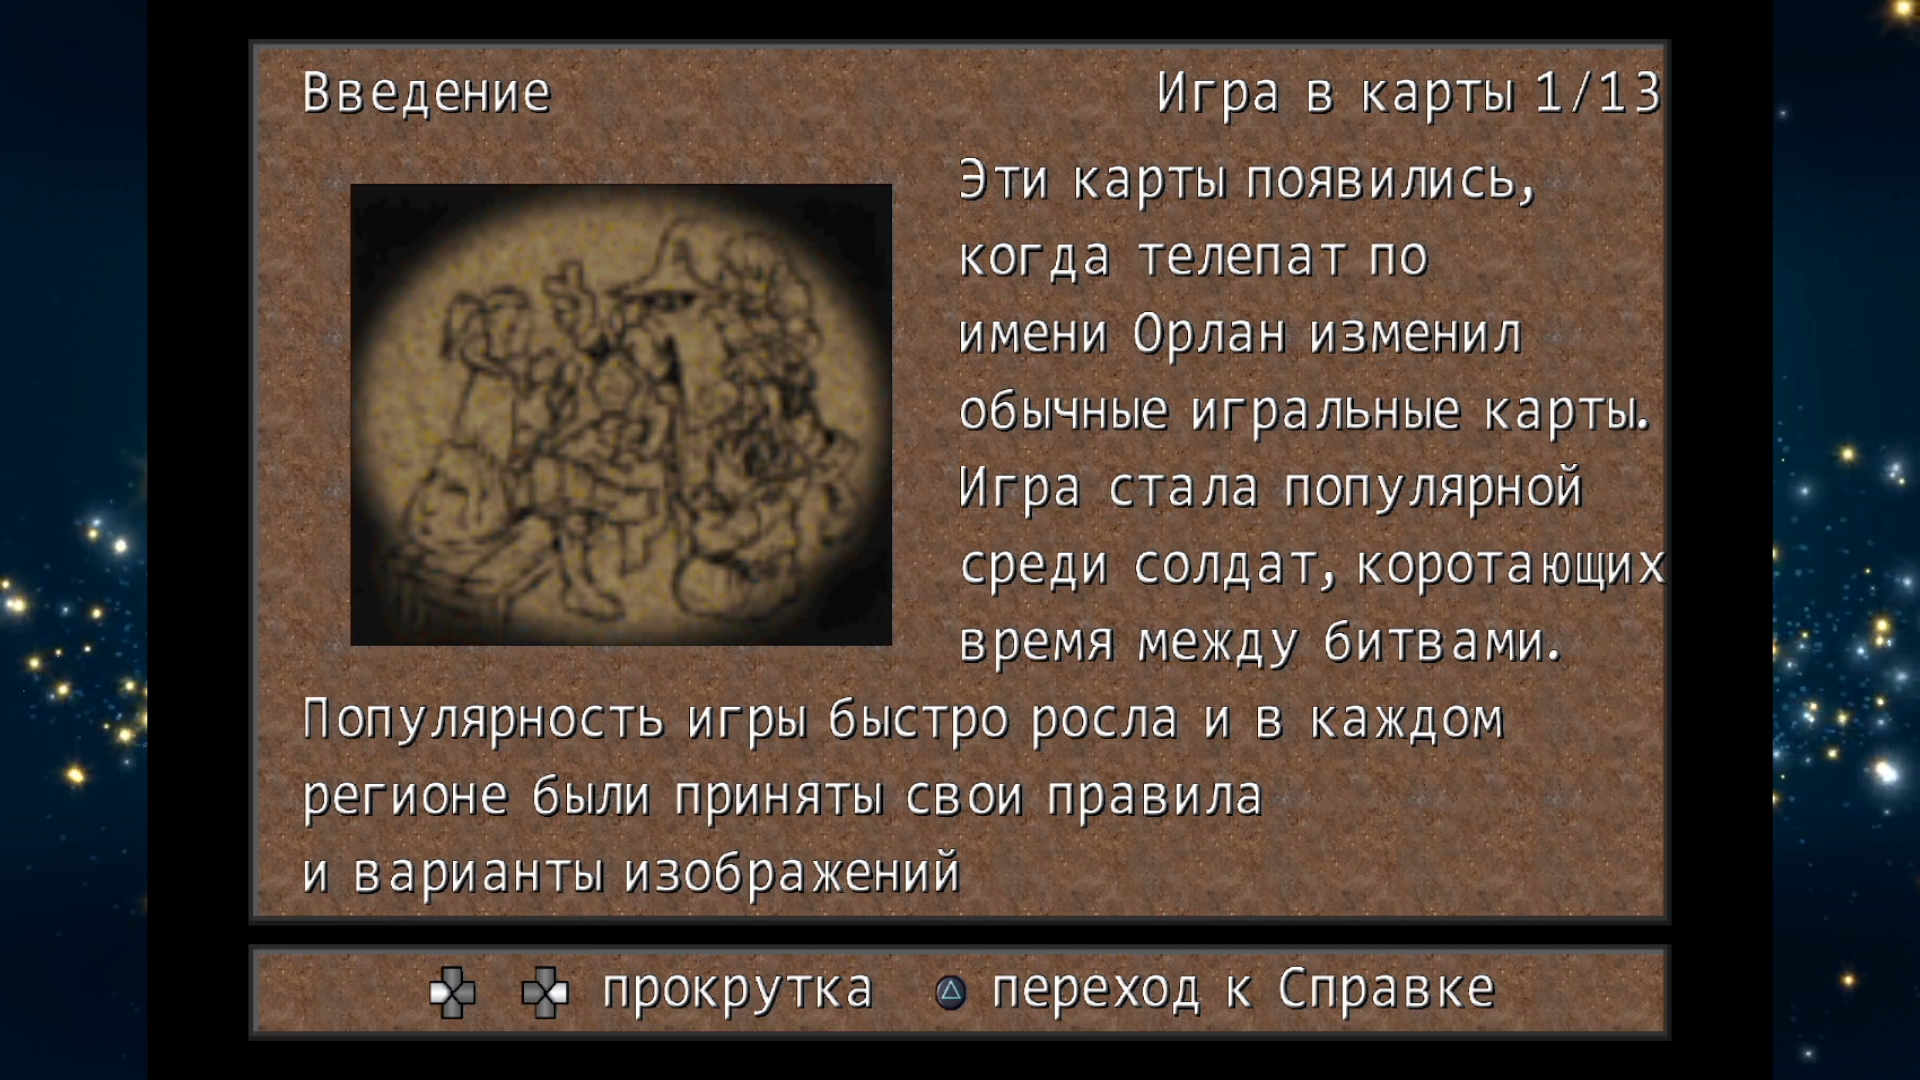 Введение
Игра в карты 1/13
Эти карты появились,
когда телепат по
имени Орлан изменил
обычные игральные карты.
Игра стала популярной
среди солдат, коротающих
время между битвами.
Популярность игры быстро росла и в каждом
регионе были приняты свои правила
и варианты изображений
прокрутка
переход к Справке